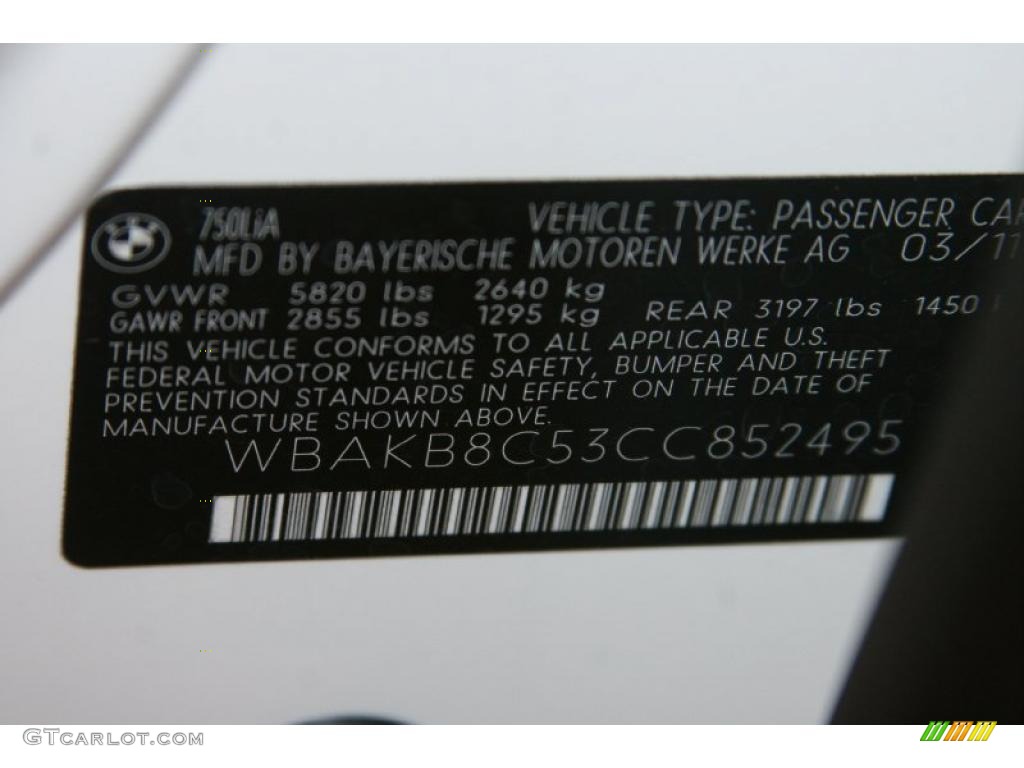 750LiA VEHICLE TYPE: PASSENGER CAR
MFD BY BAYERISCHE MOTOREN WERKE AG 03/11
GVWR 5820 lbs 2640 kg
GAWR FRONT 2855 lbs 1295 kg REAR 3197 lbs 1450
THIS VEHICLE CONFORMS TO ALL APPLICABLE U.S.
FEDERAL MOTOR VEHICLE SAFETY, BUMPER AND THEFT
PREVENTION STANDARDS IN EFFECT ON THE DATE OF
MANUFACTURE SHOWN ABOVE.
WBAKB8C53CC852495
GTCarlot.com